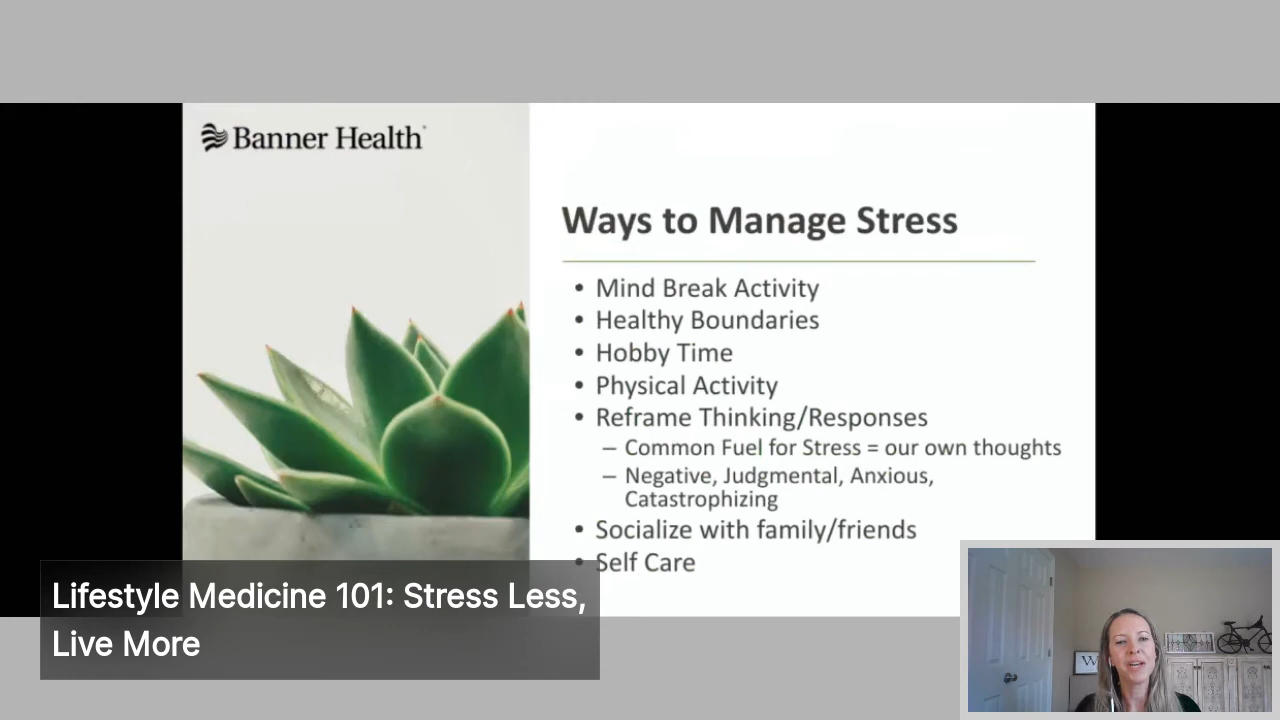 Banner Health
Ways to Manage Stress
• Mind Break Activity
• Healthy Boundaries
• Hobby Time
• Physical Activity
• Reframe Thinking/Responses
– Common Fuel for Stress = our own thoughts
– Negative, Judgmental, Anxious,
Catastrophizing
• Socialize with family/friends
• Self Care
Lifestyle Medicine 101: Stress Less,
Live More
W